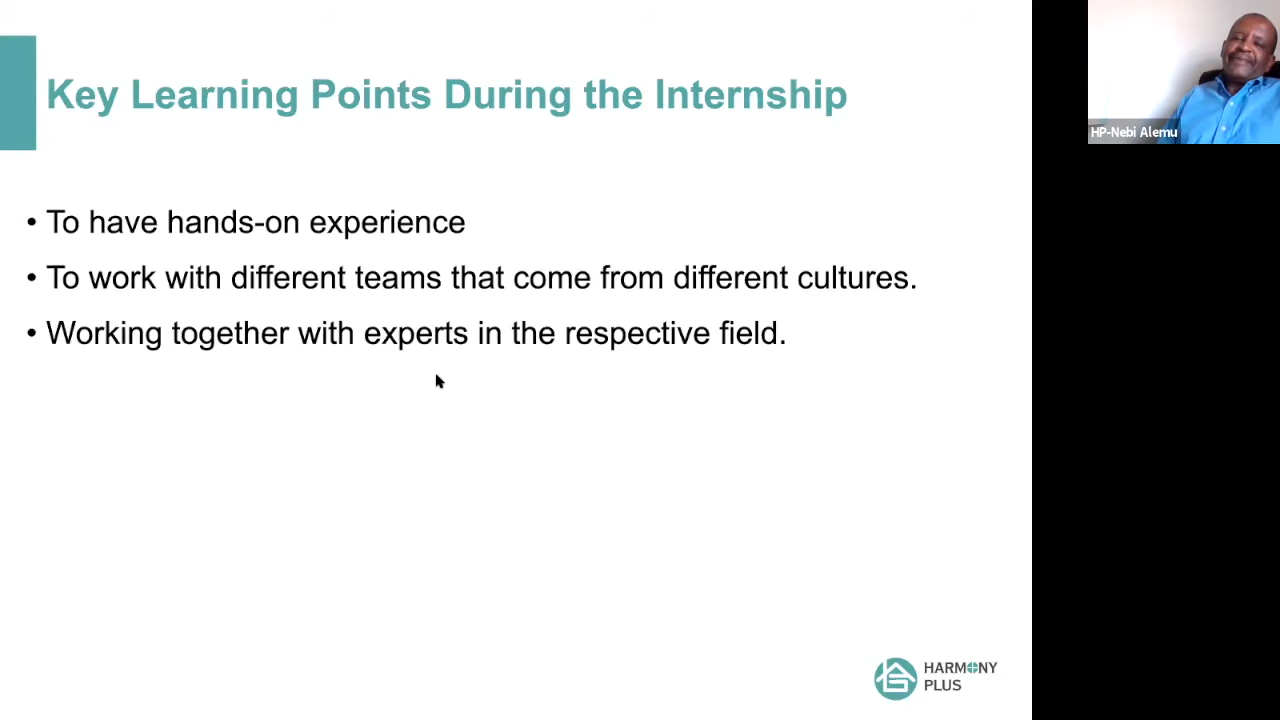 Key Learning Points During the Internship
• To have hands-on experience
• To work with different teams that come from different cultures.
• Working together with experts in the respective field.
HP-Nebi Alemu
HARMONY
PLUS